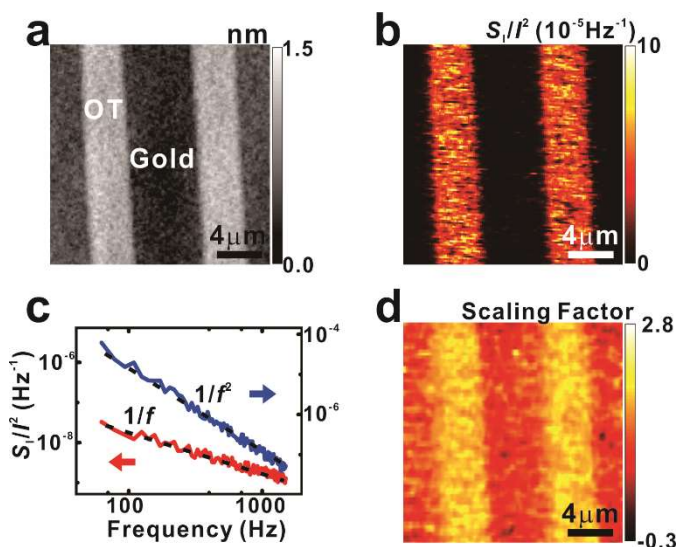 a
nm
1.5
OT
Gold
4μm
0.0
b
S_I/I² (10⁻⁵Hz⁻¹)
10
4μm
0
c
S_I/I² (Hz⁻¹)
10⁻⁶
10⁻⁸
1/f
1/f²
10⁻⁴
10⁻⁶
100
1000
Frequency (Hz)
d
Scaling Factor
2.8
4μm
-0.3